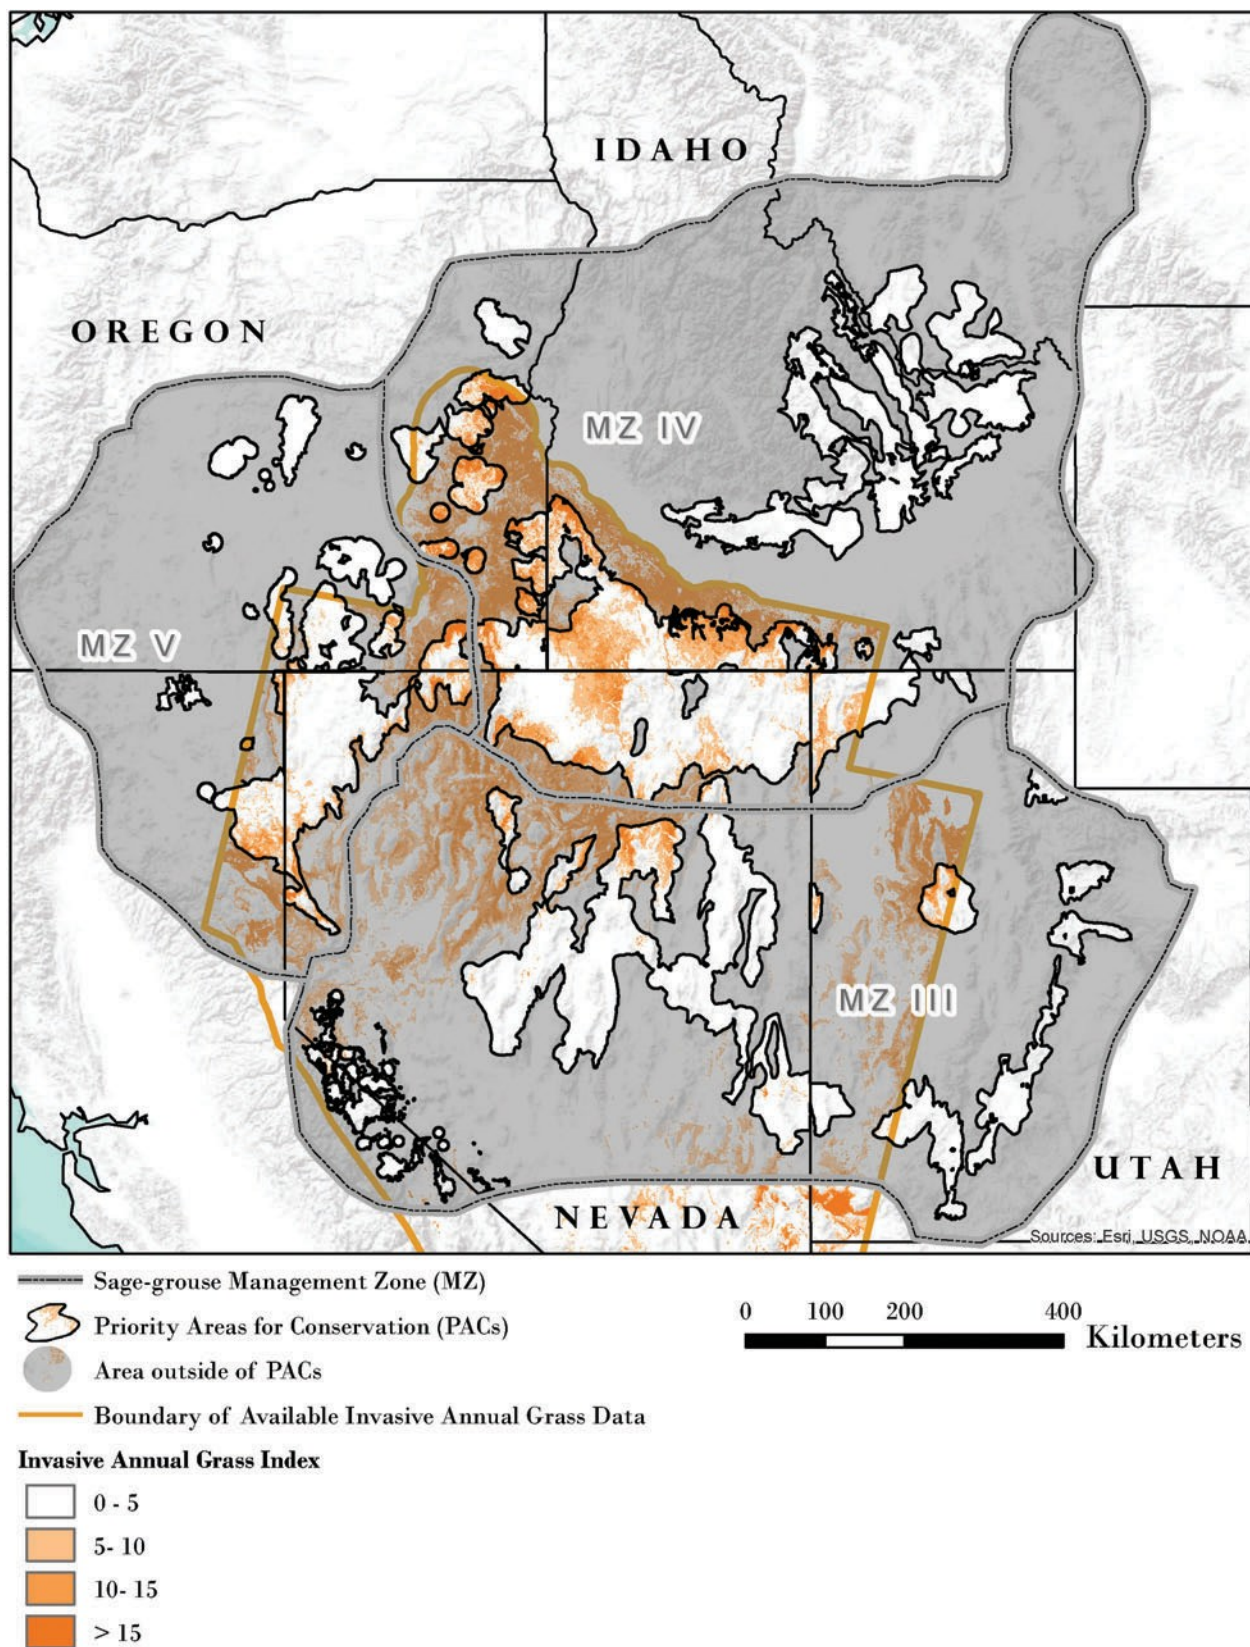 IDAHO
OREGON
MZ IV
MZ V
MZ III
UTAH
NEVADA
Sources: Esri, USGS, NOAA
Sage-grouse Management Zone (MZ)
Priority Areas for Conservation (PACs)
Area outside of PACs
Boundary of Available Invasive Annual Grass Data
0 100 200 400
Kilometers
Invasive Annual Grass Index
0 - 5
5- 10
10- 15
> 15